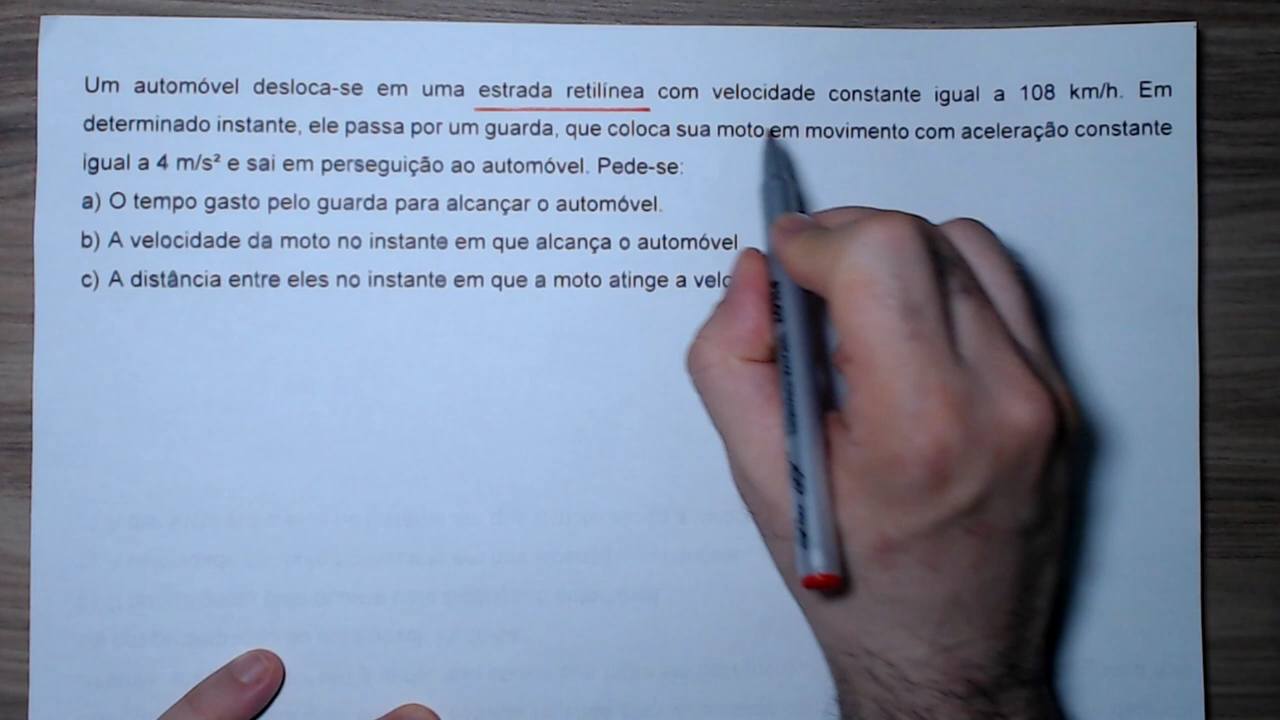 Um automóvel desloca-se em uma estrada retilínea com velocidade constante igual a 108 km/h. Em
determinado instante, ele passa por um guarda, que coloca sua moto em movimento com aceleração constante
igual a 4 m/s² e sai em perseguição ao automóvel. Pede-se:
a) O tempo gasto pelo guarda para alcançar o automóvel.
b) A velocidade da moto no instante em que alcança o automóvel
c) A distância entre eles no instante em que a moto atinge a